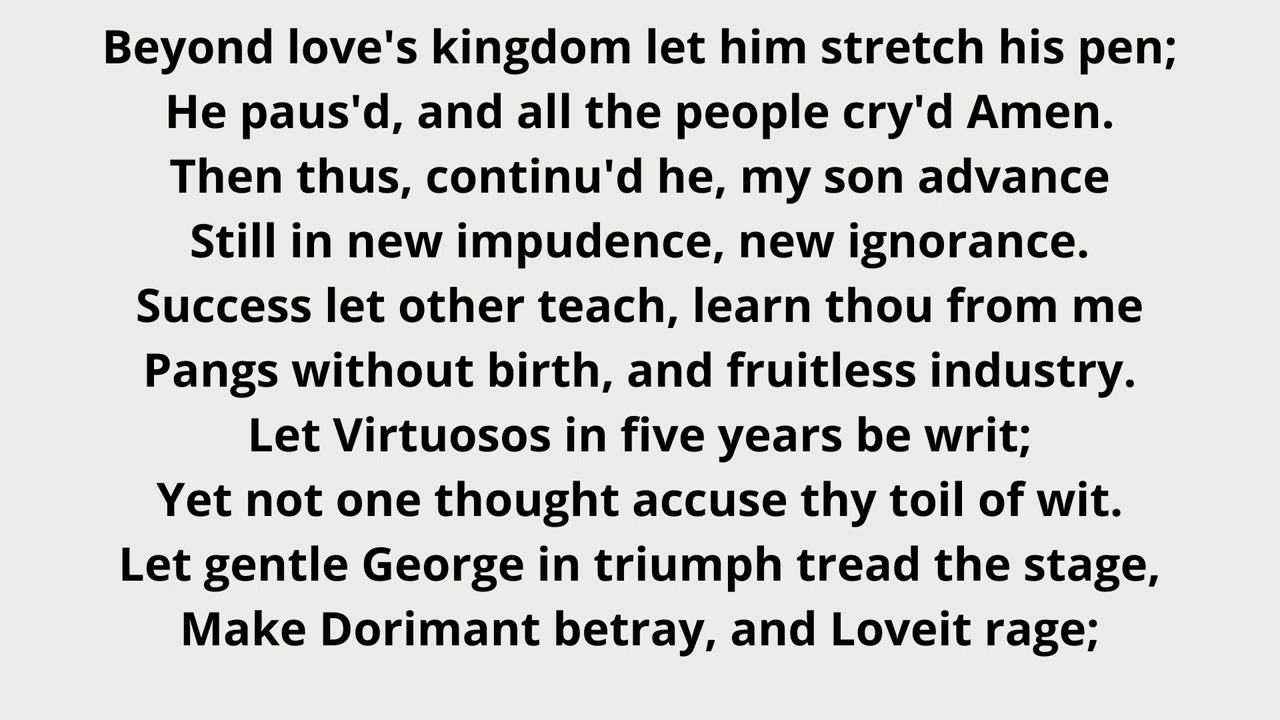 Beyond love's kingdom let him stretch his pen;
He paus'd, and all the people cry'd Amen.
Then thus, continu'd he, my son advance
Still in new impudence, new ignorance.
Success let other teach, learn thou from me
Pangs without birth, and fruitless industry.
Let Virtuosos in five years be writ;
Yet not one thought accuse thy toil of wit.
Let gentle George in triumph tread the stage,
Make Dorimant betray, and Loveit rage;